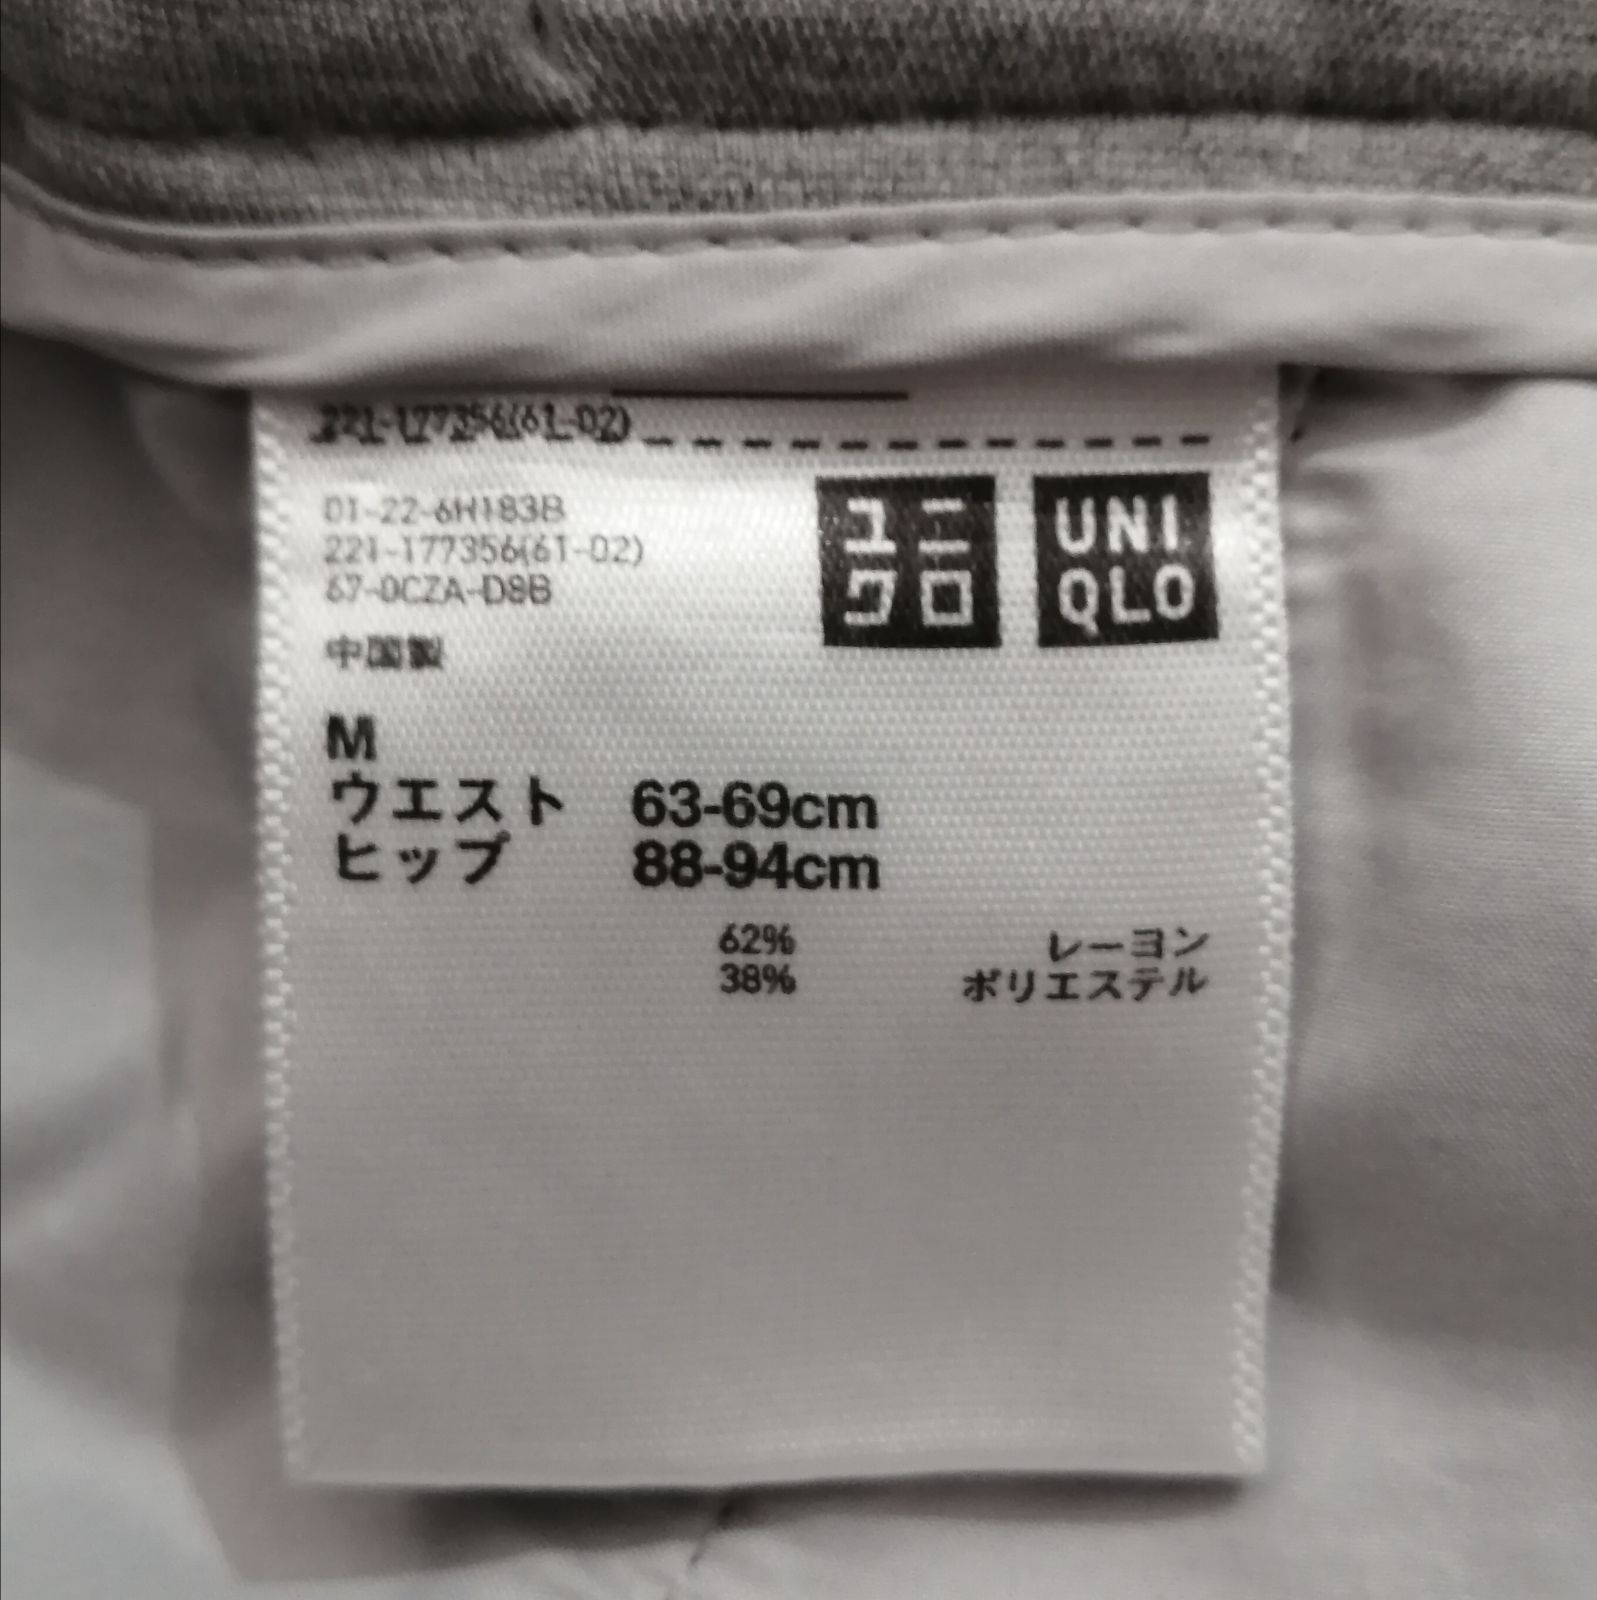 221-177356(61-02)
01-22-6H183B
221-177356(61-02)
67-0CZA-D8B
中国製
ユニ
クロ
UNI
QLO
M
ウエスト 63-69cm
ヒップ 88-94cm
62% レーヨン
38% ポリエステル